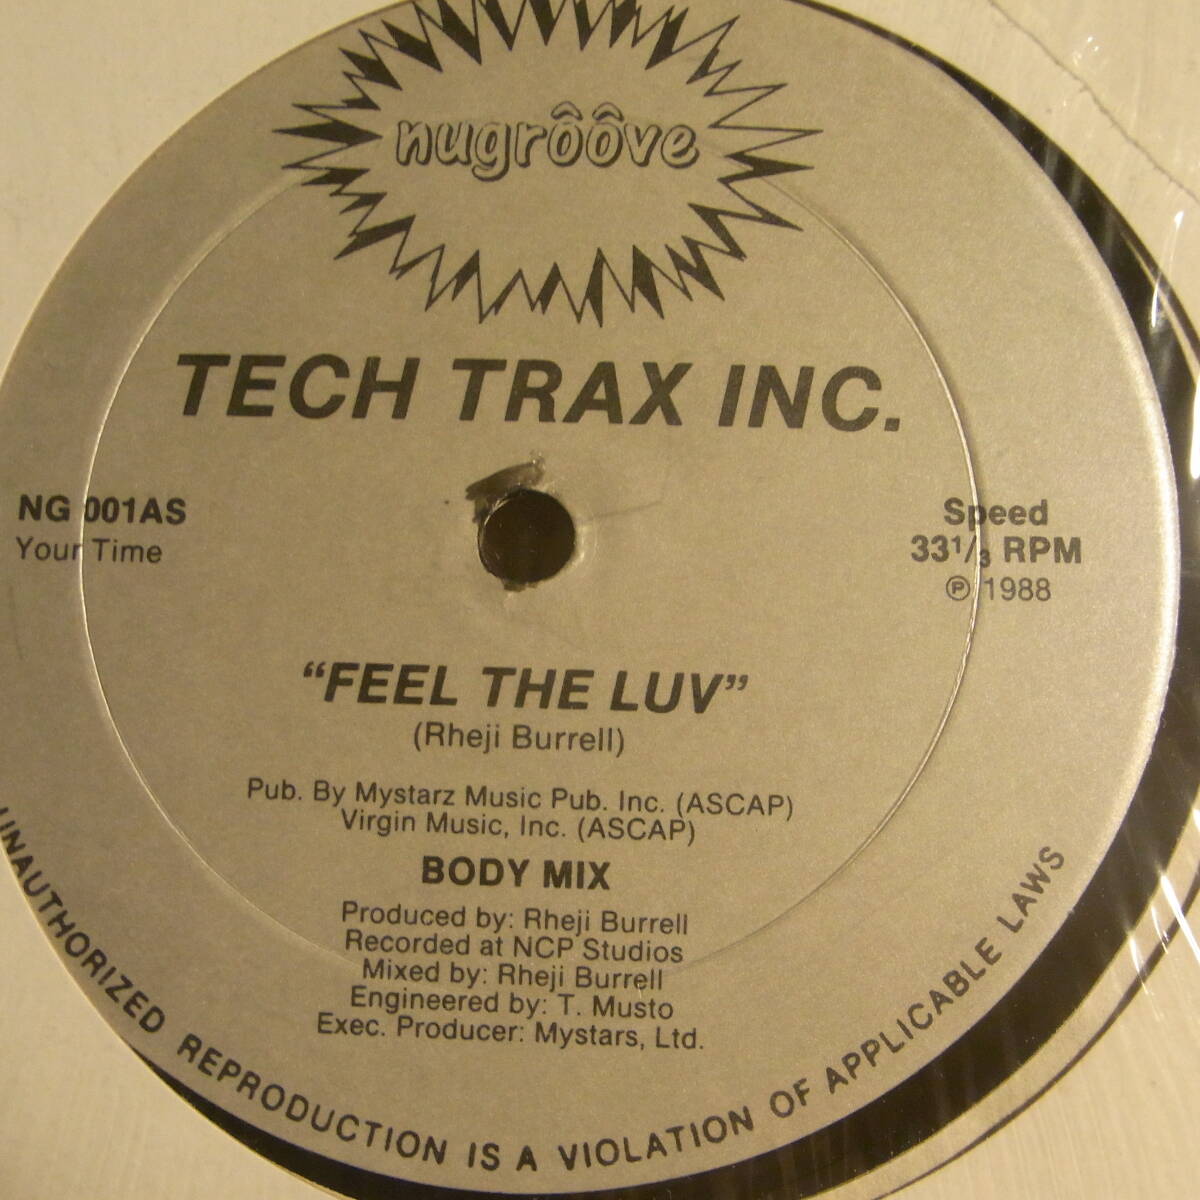 nugrôôve
TECH TRAX INC.
NG 001AS
Your Time
Speed
33 1/3 RPM
℗ 1988
“FEEL THE LUV”
(Rheji Burrell)
Pub. By Mystarz Music Pub. Inc. (ASCAP)
Virgin Music, Inc. (ASCAP)
BODY MIX
Produced by: Rheji Burrell
Recorded at NCP Studios
Mixed by: Rheji Burrell
Engineered by: T. Musto
Exec. Producer: Mystars, Ltd.
UNAUTHORIZED REPRODUCTION IS A VIOLATION OF APPLICABLE LAWS